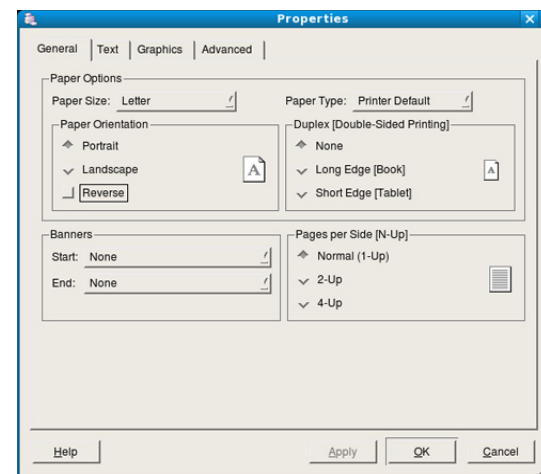 Properties
General Text Graphics Advanced
Paper Options
Paper Size: Letter Paper Type: Printer Default
Paper Orientation Duplex [Double-Sided Printing]
Portrait None
Landscape A Long Edge [Book] A
Reverse Short Edge [Tablet]
Banners Pages per Side [N-Up]
Start: None Normal (1-Up)
2-Up
End: None
4-Up
Help Apply OK Cancel